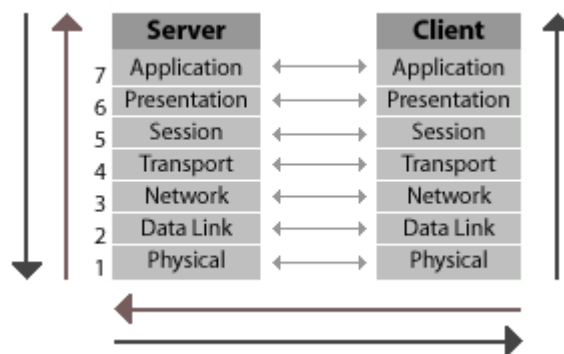 Server Client
7 Application Application
6 Presentation Presentation
5 Session Session
4 Transport Transport
3 Network Network
2 Data Link Data Link
1 Physical Physical